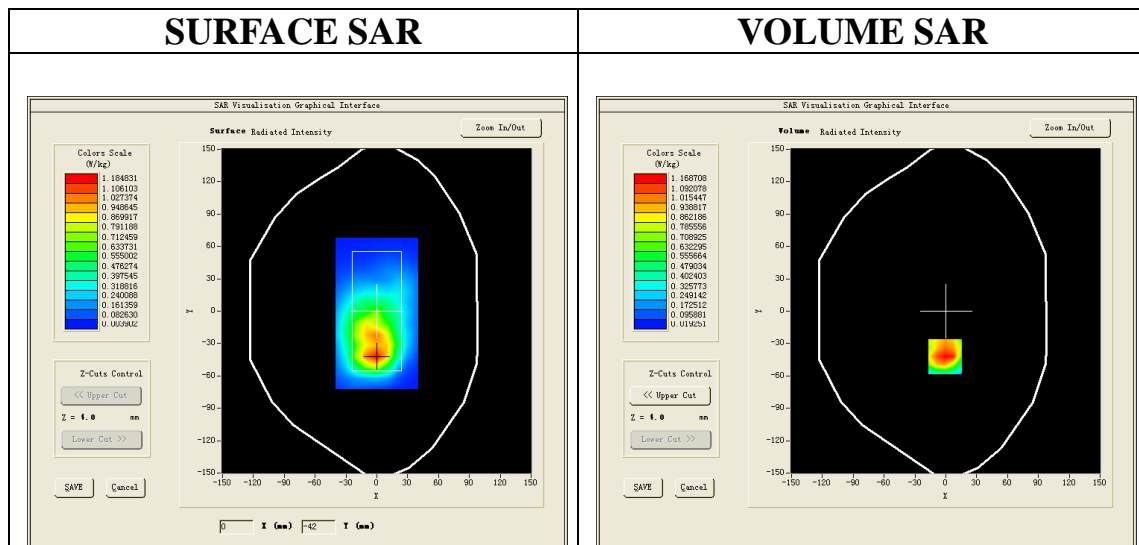 SURFACE SAR
VOLUME SAR
SAR Visualisation Graphical Interface
Surface Radiated Intensity
Zoom In/Out
Colors Scale
(W/kg)
1.184831
1.106103
1.027374
0.948645
0.869917
0.791188
0.712459
0.633731
0.555002
0.476274
0.397545
0.318816
0.240088
0.161359
0.082630
0.003902
Z-Cuts Control
<< Upper Cut
Z = 4.0 mm
Lower Cut >>
SAVE
Cancel
150
120
90
60
30
0
-30
-60
-90
-120
-150
Y
-150 -120 -90 -60 -30 0 30 60 90 120 150
X
0 X (mm) -42 Y (mm)
SAR Visualisation Graphical Interface
Volume Radiated Intensity
Zoom In/Out
Colors Scale
(W/kg)
1.168708
1.092078
1.015447
0.938817
0.862186
0.785556
0.708925
0.632295
0.555664
0.479034
0.402403
0.325773
0.249142
0.172512
0.095881
0.019251
Z-Cuts Control
<< Upper Cut
Z = 4.0 mm
Lower Cut >>
SAVE
Cancel
150
120
90
60
30
0
-30
-60
-90
-120
-150
Y
-150 -120 -90 -60 -30 0 30 60 90 120 150
X